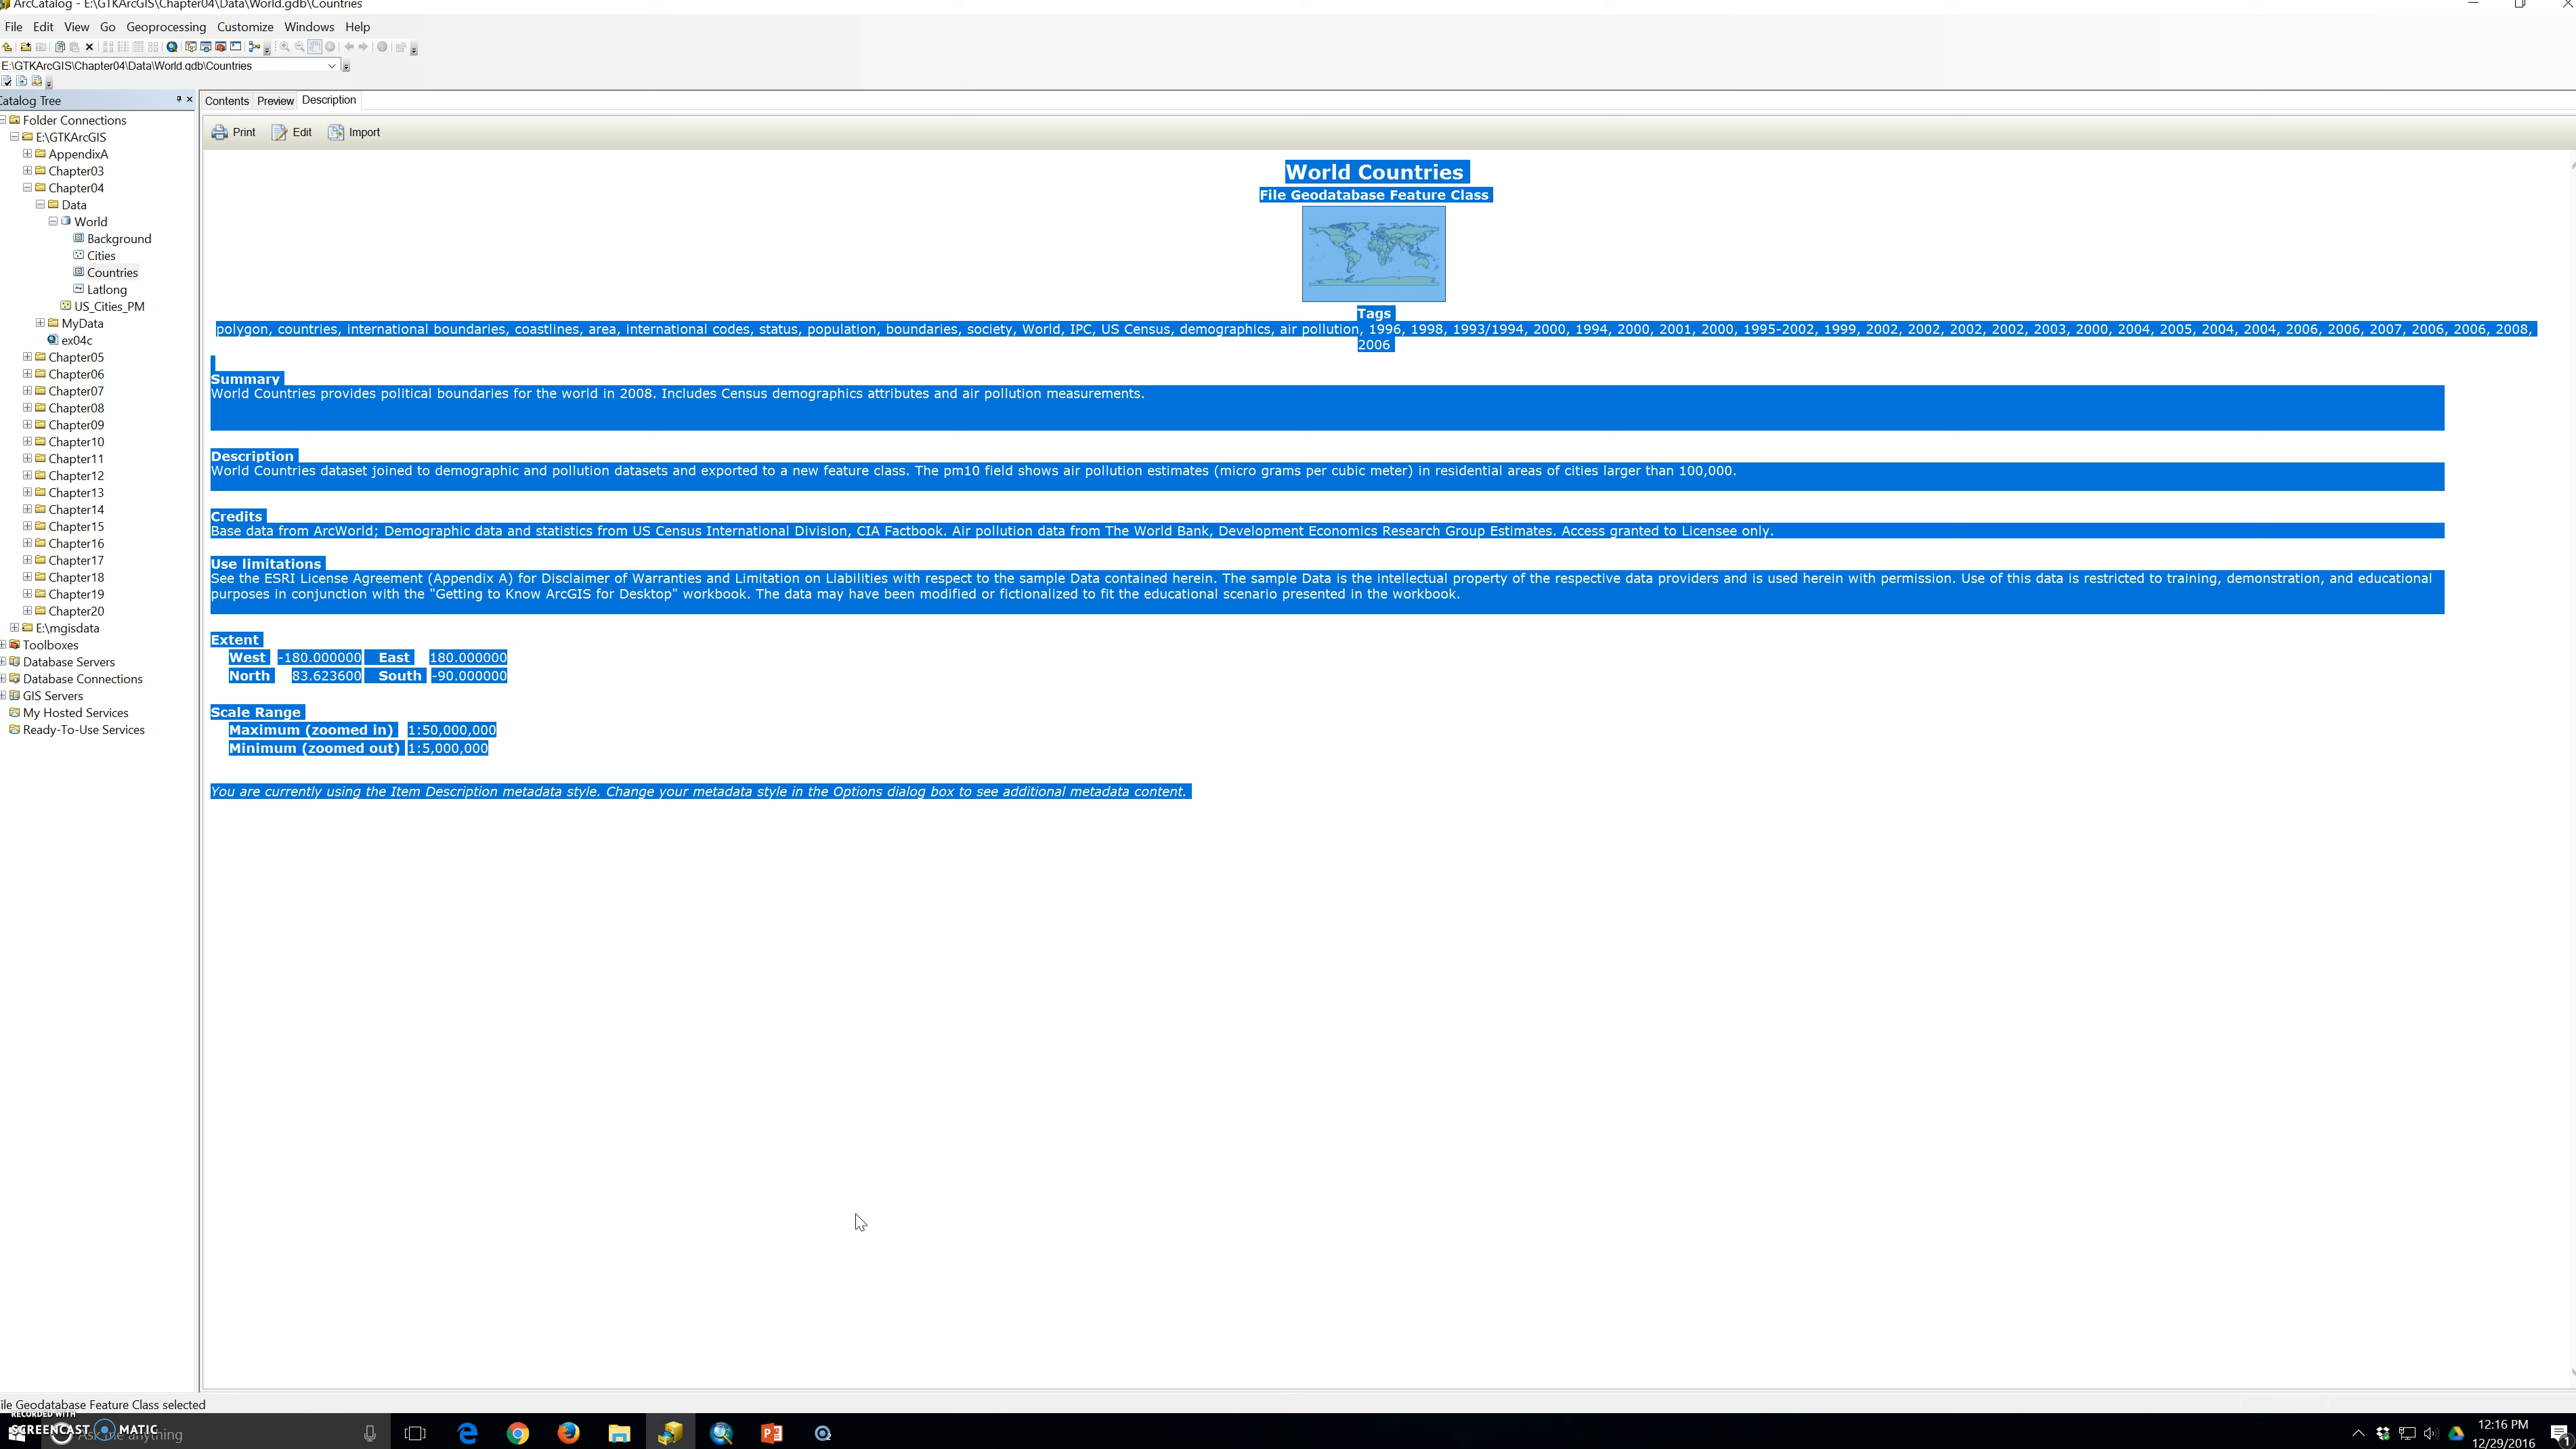 ArcCatalog - E:\GTKArcGIS\Chapter04\Data\World.gdb\Countries
File Edit View Go Geoprocessing Customize Windows Help
E:\GTKArcGIS\Chapter04\Data\World.gdb\Countries
Catalog Tree
Contents Preview Description
Print Edit Import
Folder Connections
E:\GTKArcGIS
AppendixA
Chapter03
Chapter04
Data
World
Background
Cities
Countries
Latlong
US_Cities_PM
MyData
ex04c
Chapter05
Chapter06
Chapter07
Chapter08
Chapter09
Chapter10
Chapter11
Chapter12
Chapter13
Chapter14
Chapter15
Chapter16
Chapter17
Chapter18
Chapter19
Chapter20
E:\mgisdata
Toolboxes
Database Servers
Database Connections
GIS Servers
My Hosted Services
Ready-To-Use Services
World Countries
File Geodatabase Feature Class
Tags
polygon, countries, international boundaries, coastlines, area, international codes, status, population, boundaries, society, World, IPC, US Census, demographics, air pollution, 1996, 1998, 1993/1994, 2000, 1994, 2000, 2001, 2000, 1995-2002, 1999, 2002, 2002, 2002, 2002, 2003, 2000, 2004, 2005, 2004, 2004, 2006, 2006, 2007, 2006, 2006, 2008,
2006
Summary
World Countries provides political boundaries for the world in 2008. Includes Census demographics attributes and air pollution measurements.
Description
World Countries dataset joined to demographic and pollution datasets and exported to a new feature class. The pm10 field shows air pollution estimates (micro grams per cubic meter) in residential areas of cities larger than 100,000.
Credits
Base data from ArcWorld; Demographic data and statistics from US Census International Division, CIA Factbook. Air pollution data from The World Bank, Development Economics Research Group Estimates. Access granted to Licensee only.
Use limitations
See the ESRI License Agreement (Appendix A) for Disclaimer of Warranties and Limitation on Liabilities with respect to the sample Data contained herein. The sample Data is the intellectual property of the respective data providers and is used herein with permission. Use of this data is restricted to training, demonstration, and educational
purposes in conjunction with the "Getting to Know ArcGIS for Desktop" workbook. The data may have been modified or fictionalized to fit the educational scenario presented in the workbook.
Extent
West -180.000000 East 180.000000
North 83.623600 South -90.000000
Scale Range
Maximum (zoomed in) 1:50,000,000
Minimum (zoomed out) 1:5,000,000
You are currently using the Item Description metadata style. Change your metadata style in the Options dialog box to see additional metadata content.
ile Geodatabase Feature Class selected
RECORDED WITH
SCREENCAST MATIC
Ask me anything
12:16 PM
12/29/2016
1